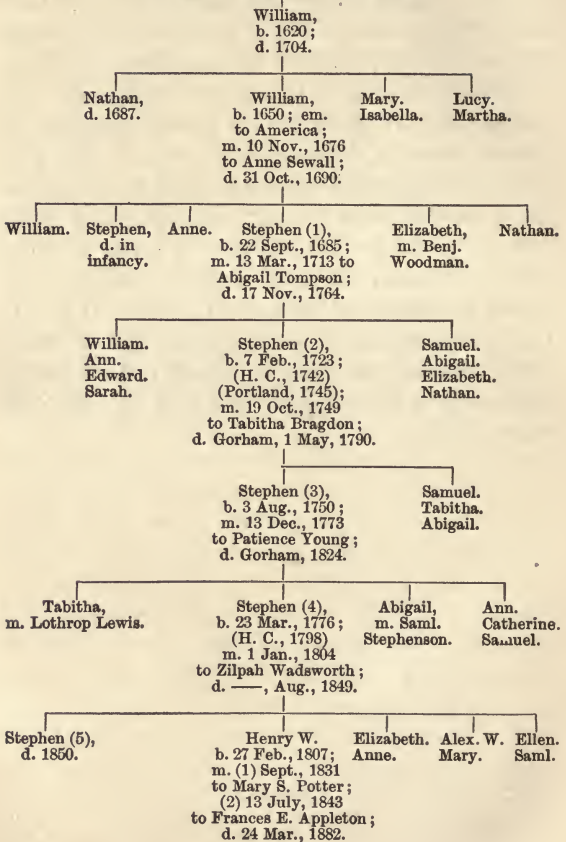 William,
b. 1620;
d. 1704.
Nathan,
d. 1687.
William,
b. 1650; em.
to America;
m. 10 Nov., 1676
to Anne Sewall;
d. 31 Oct., 1690.
Mary.
Isabella.
Lucy.
Martha.
William.
Stephen,
d. in
infancy.
Anne.
Stephen (1),
b. 22 Sept., 1685;
m. 13 Mar., 1713 to
Abigail Tompson;
d. 17 Nov., 1764.
Elizabeth,
m. Benj.
Woodman.
Nathan.
William.
Ann.
Edward.
Sarah.
Stephen (2),
b. 7 Feb., 1723;
(H. C., 1742)
(Portland, 1745);
m. 19 Oct., 1749
to Tabitha Bragdon;
d. Gorham, 1 May, 1790.
Samuel.
Abigail.
Elizabeth.
Nathan.
Stephen (3),
b. 3 Aug., 1750;
m. 13 Dec., 1773
to Patience Young;
d. Gorham, 1824.
Samuel.
Tabitha.
Abigail.
Tabitha,
m. Lothrop Lewis.
Stephen (4),
b. 23 Mar., 1776;
(H. C., 1798)
m. 1 Jan., 1804
to Zilpah Wadsworth;
d. ——, Aug., 1849.
Abigail,
m. Saml.
Stephenson.
Ann.
Catherine.
Samuel.
Stephen (5),
d. 1850.
Henry W.
b. 27 Feb., 1807;
m. (1) Sept., 1831
to Mary S. Potter;
(2) 13 July, 1843
to Frances E. Appleton;
d. 24 Mar., 1882.
Elizabeth.
Anne.
Alex. W.
Mary.
Ellen.
Saml.